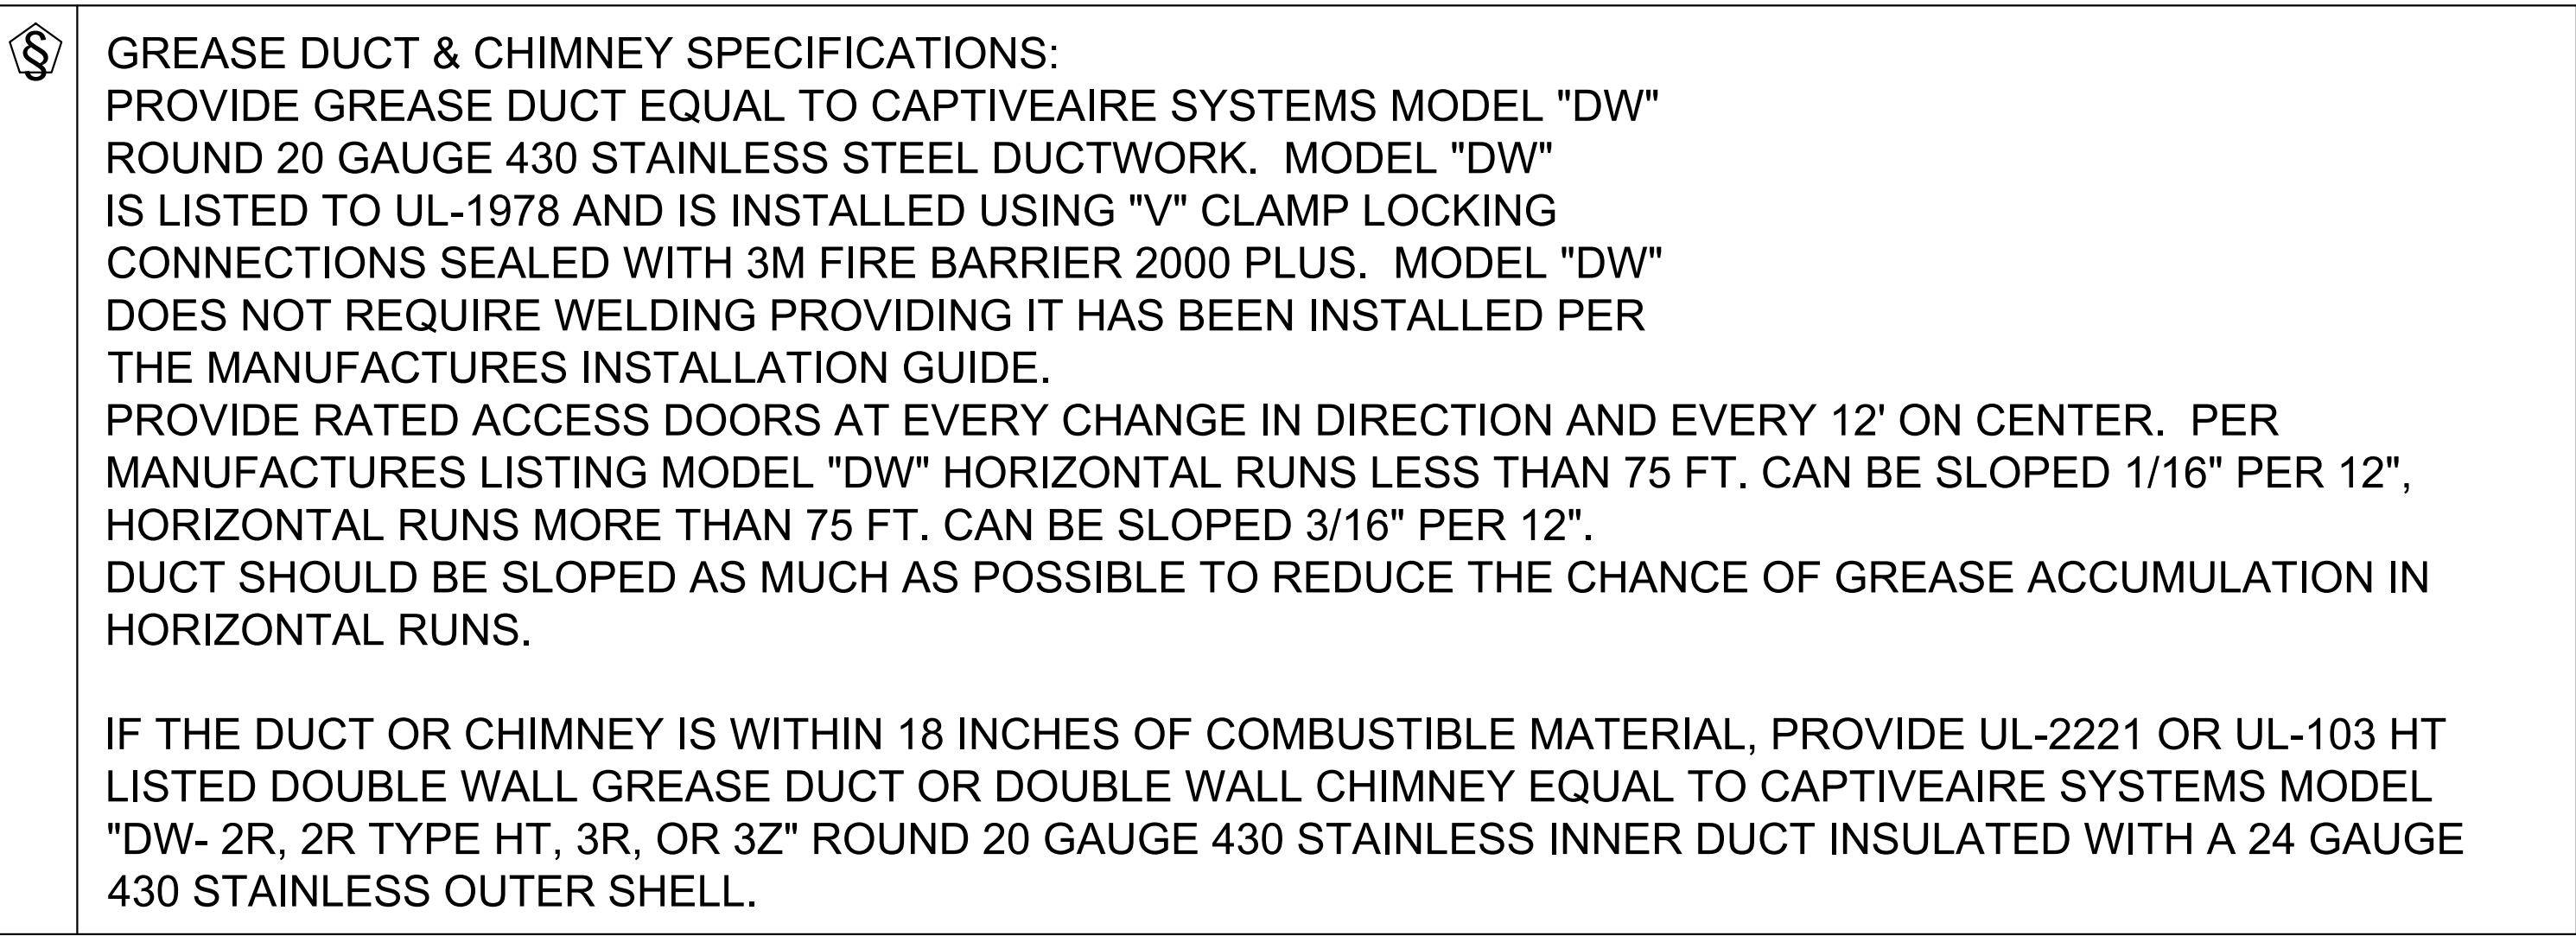 §
GREASE DUCT & CHIMNEY SPECIFICATIONS:
PROVIDE GREASE DUCT EQUAL TO CAPTIVEAIRE SYSTEMS MODEL "DW"
ROUND 20 GAUGE 430 STAINLESS STEEL DUCTWORK.  MODEL "DW"
IS LISTED TO UL-1978 AND IS INSTALLED USING "V" CLAMP LOCKING
CONNECTIONS SEALED WITH 3M FIRE BARRIER 2000 PLUS.  MODEL "DW"
DOES NOT REQUIRE WELDING PROVIDING IT HAS BEEN INSTALLED PER
THE MANUFACTURES INSTALLATION GUIDE.
PROVIDE RATED ACCESS DOORS AT EVERY CHANGE IN DIRECTION AND EVERY 12' ON CENTER.  PER
MANUFACTURES LISTING MODEL "DW" HORIZONTAL RUNS LESS THAN 75 FT. CAN BE SLOPED 1/16" PER 12",
HORIZONTAL RUNS MORE THAN 75 FT. CAN BE SLOPED 3/16" PER 12".
DUCT SHOULD BE SLOPED AS MUCH AS POSSIBLE TO REDUCE THE CHANCE OF GREASE ACCUMULATION IN
HORIZONTAL RUNS.
IF THE DUCT OR CHIMNEY IS WITHIN 18 INCHES OF COMBUSTIBLE MATERIAL, PROVIDE UL-2221 OR UL-103 HT
LISTED DOUBLE WALL GREASE DUCT OR DOUBLE WALL CHIMNEY EQUAL TO CAPTIVEAIRE SYSTEMS MODEL
"DW- 2R, 2R TYPE HT, 3R, OR 3Z" ROUND 20 GAUGE 430 STAINLESS INNER DUCT INSULATED WITH A 24 GAUGE
430 STAINLESS OUTER SHELL.